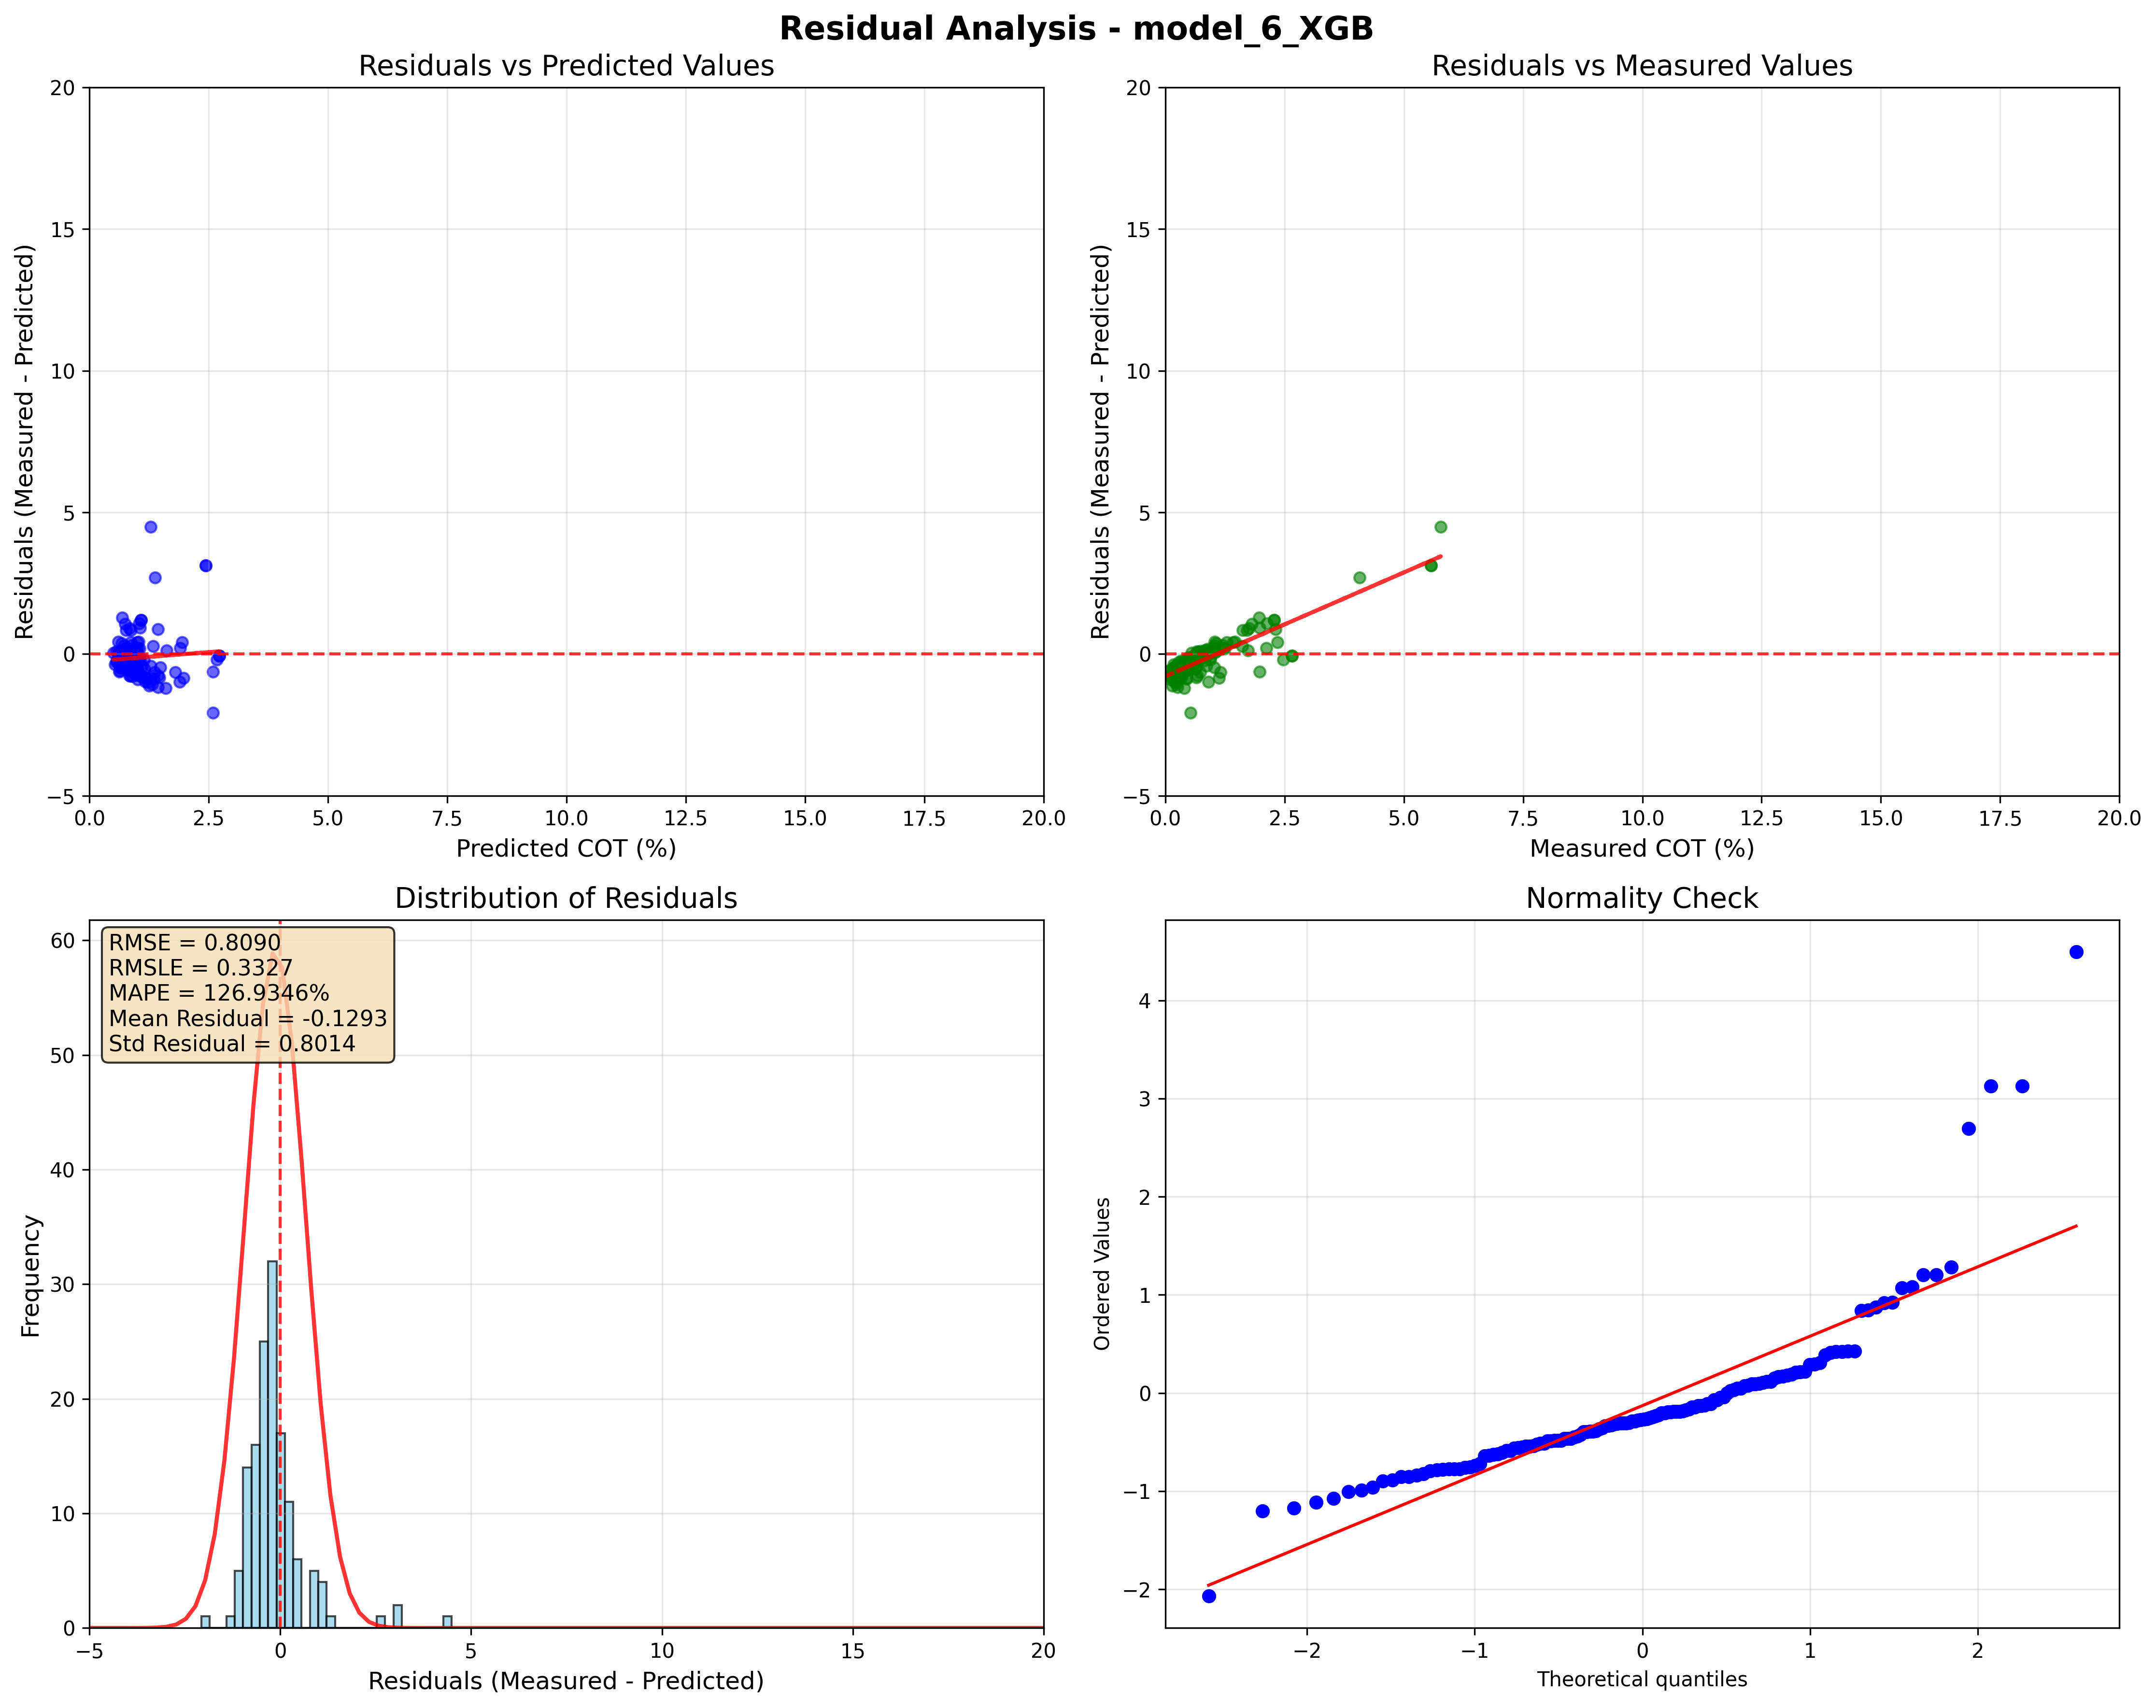 Residual Analysis - model_6_XGB
Residuals vs Predicted Values
Residuals (Measured - Predicted)
20
15
10
5
0
−5
0.0 2.5 5.0 7.5 10.0 12.5 15.0 17.5 20.0
Predicted COT (%)
Residuals vs Measured Values
Residuals (Measured - Predicted)
20
15
10
5
0
−5
0.0 2.5 5.0 7.5 10.0 12.5 15.0 17.5 20.0
Measured COT (%)
Distribution of Residuals
Frequency
60
50
40
30
20
10
0
RMSE = 0.8090
RMSLE = 0.3327
MAPE = 126.9346%
Mean Residual = -0.1293
Std Residual = 0.8014
−5 0 5 10 15 20
Residuals (Measured - Predicted)
Normality Check
Ordered Values
4
3
2
1
0
−1
−2
−2 −1 0 1 2
Theoretical quantiles